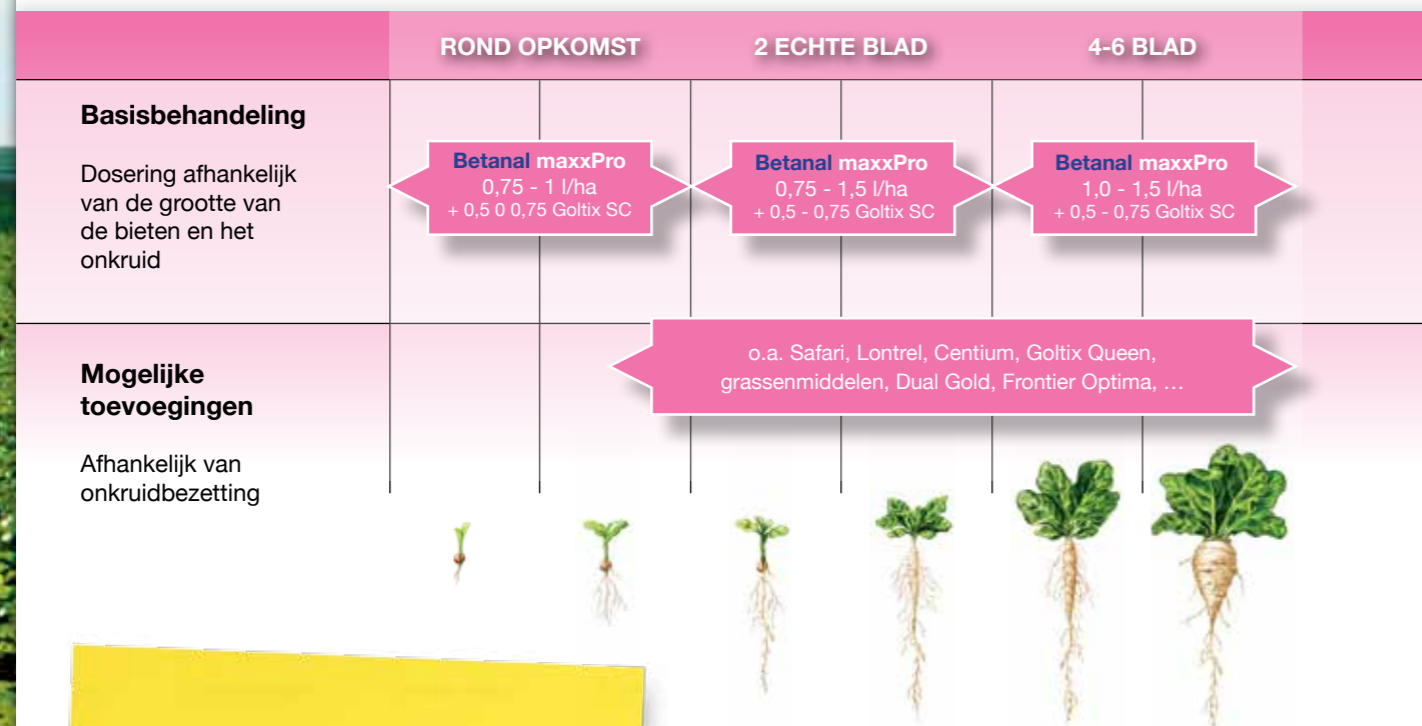 ROND OPKOMST 2 ECHTE BLAD 4-6 BLAD
Basisbehandeling
Dosering afhankelijk
van de grootte van
de bieten en het
onkruid
Betanal maxxPro
0,75 - 1 l/ha
+ 0,5 0 0,75 Goltix SC
Betanal maxxPro
0,75 - 1,5 l/ha
+ 0,5 - 0,75 Goltix SC
Betanal maxxPro
1,0 - 1,5 l/ha
+ 0,5 - 0,75 Goltix SC
Mogelijke
toevoegingen
Afhankelijk van
onkruidbezetting
o.a. Safari, Lontrel, Centium, Goltix Queen,
grassenmiddelen, Dual Gold, Frontier Optima, …